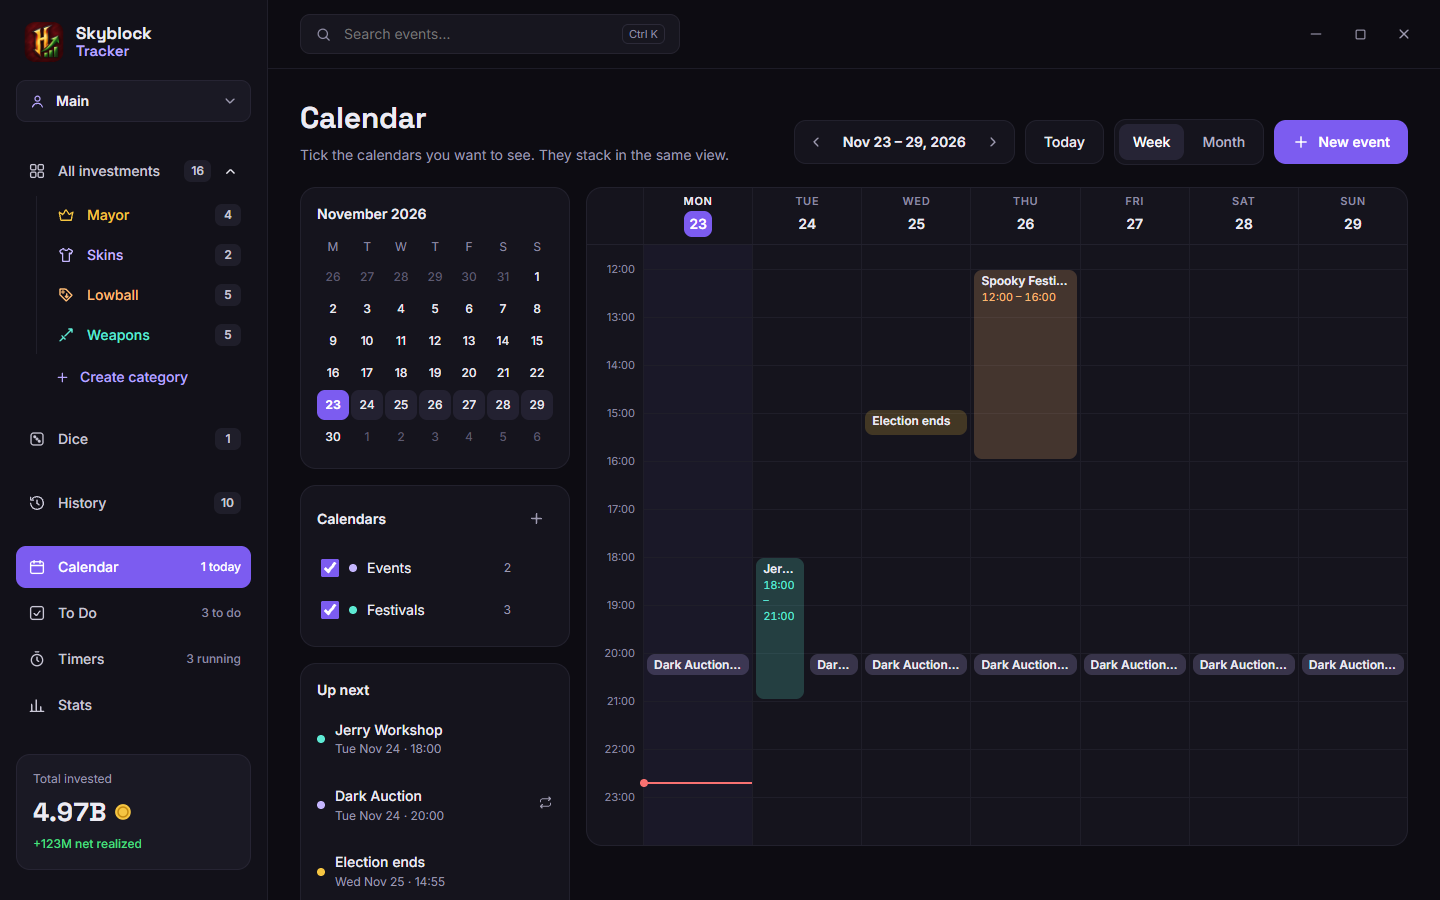 Skyblock
Tracker
Main
All investments 16
Mayor 4
Skins 2
Lowball 5
Weapons 5
Create category
Dice 1
History 10
Calendar 1 today
To Do 3 to do
Timers 3 running
Stats
Total invested
4.97B
+123M net realized
Search events... Ctrl K
Calendar
Tick the calendars you want to see. They stack in the same view.
Nov 23 – 29, 2026
Today
Week Month
New event
November 2026
M T W T F S S
26 27 28 29 30 31 1
2 3 4 5 6 7 8
9 10 11 12 13 14 15
16 17 18 19 20 21 22
23 24 25 26 27 28 29
30 1 2 3 4 5 6
Calendars
Events 2
Festivals 3
Up next
Jerry Workshop
Tue Nov 24 · 18:00
Dark Auction
Tue Nov 24 · 20:00
Election ends
Wed Nov 25 · 14:55
MON TUE WED THU FRI SAT SUN
23 24 25 26 27 28 29
12:00
Spooky Festi...
12:00 – 16:00
13:00
14:00
15:00
Election ends
16:00
17:00
18:00
Jer...
18:00
–
21:00
19:00
20:00
Dark Auction... Dar... Dark Auction... Dark Auction... Dark Auction... Dark Auction... Dark Auction...
21:00
22:00
23:00